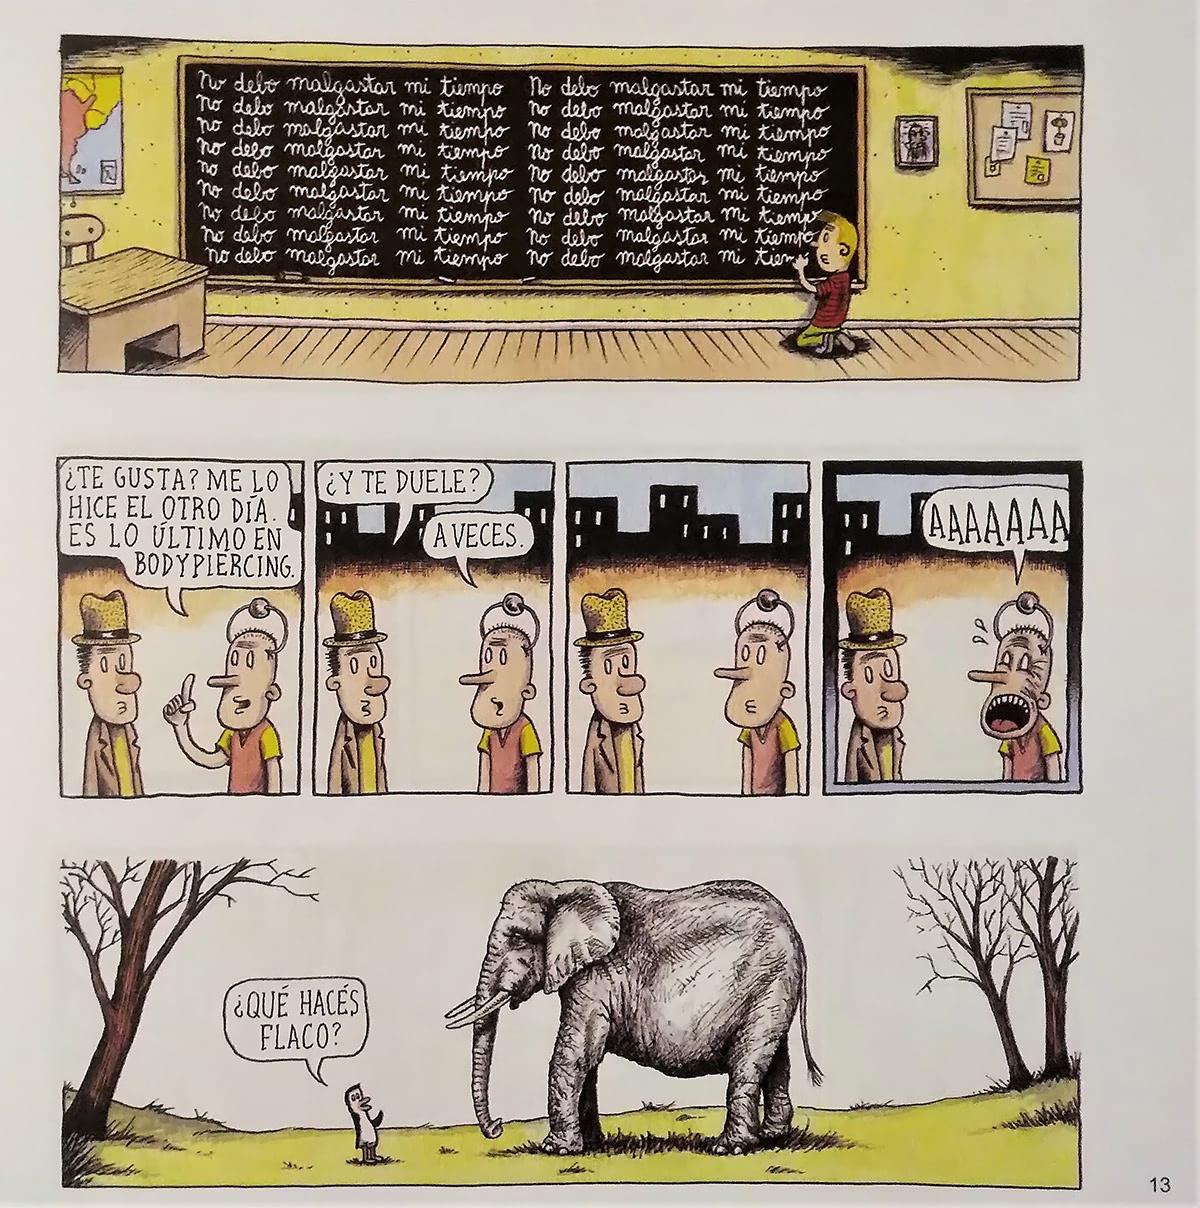 No debo malgastar mi tiempo No debo malgastar mi tiempo
No debo malgastar mi tiempo No debo malgastar mi tiempo
No debo malgastar mi tiempo No debo malgastar mi tiempo
No debo malgastar mi tiempo No debo malgastar mi tiempo
No debo malgastar mi tiempo No debo malgastar mi tiempo
No debo malgastar mi tiempo No debo malgastar mi tiempo
No debo malgastar mi tiempo No debo malgastar mi tiempo
No debo malgastar mi tiempo No debo malgastar mi tiempo
no debo malgastar mi tiempo no debo malgastar mi tiem
¿TE GUSTA? ME LO
HICE EL OTRO DÍA.
ES LO ÚLTIMO EN
BODYPIERCING.
¿Y TE DUELE?
A VECES.
AAAAAAA
¿QUÉ HACÉS
FLACO?
13